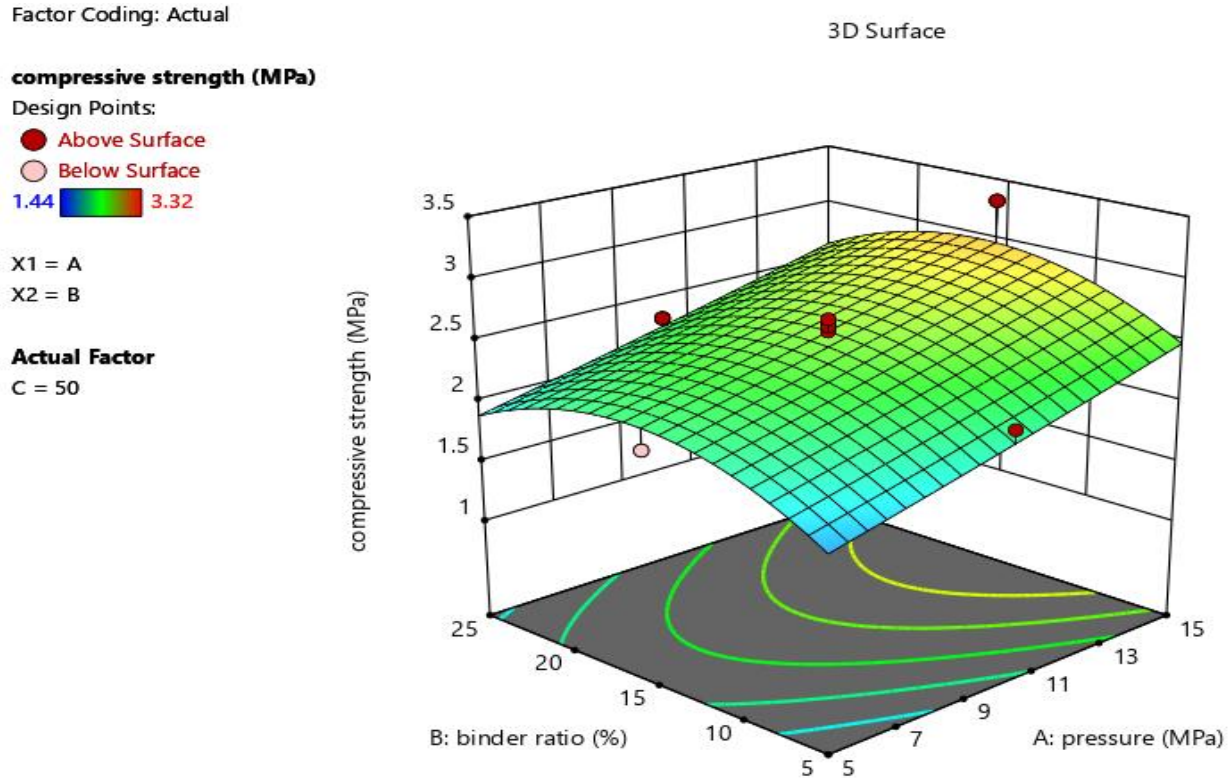 Factor Coding: Actual
3D Surface
compressive strength (MPa)
Design Points:
Above Surface
Below Surface
1.44 3.32
X1 = A
X2 = B
Actual Factor
C = 50
compressive strength (MPa)
3.5
3
2.5
2
1.5
1
25
20
15
10
5
B: binder ratio (%)
5
7
9
11
13
15
A: pressure (MPa)